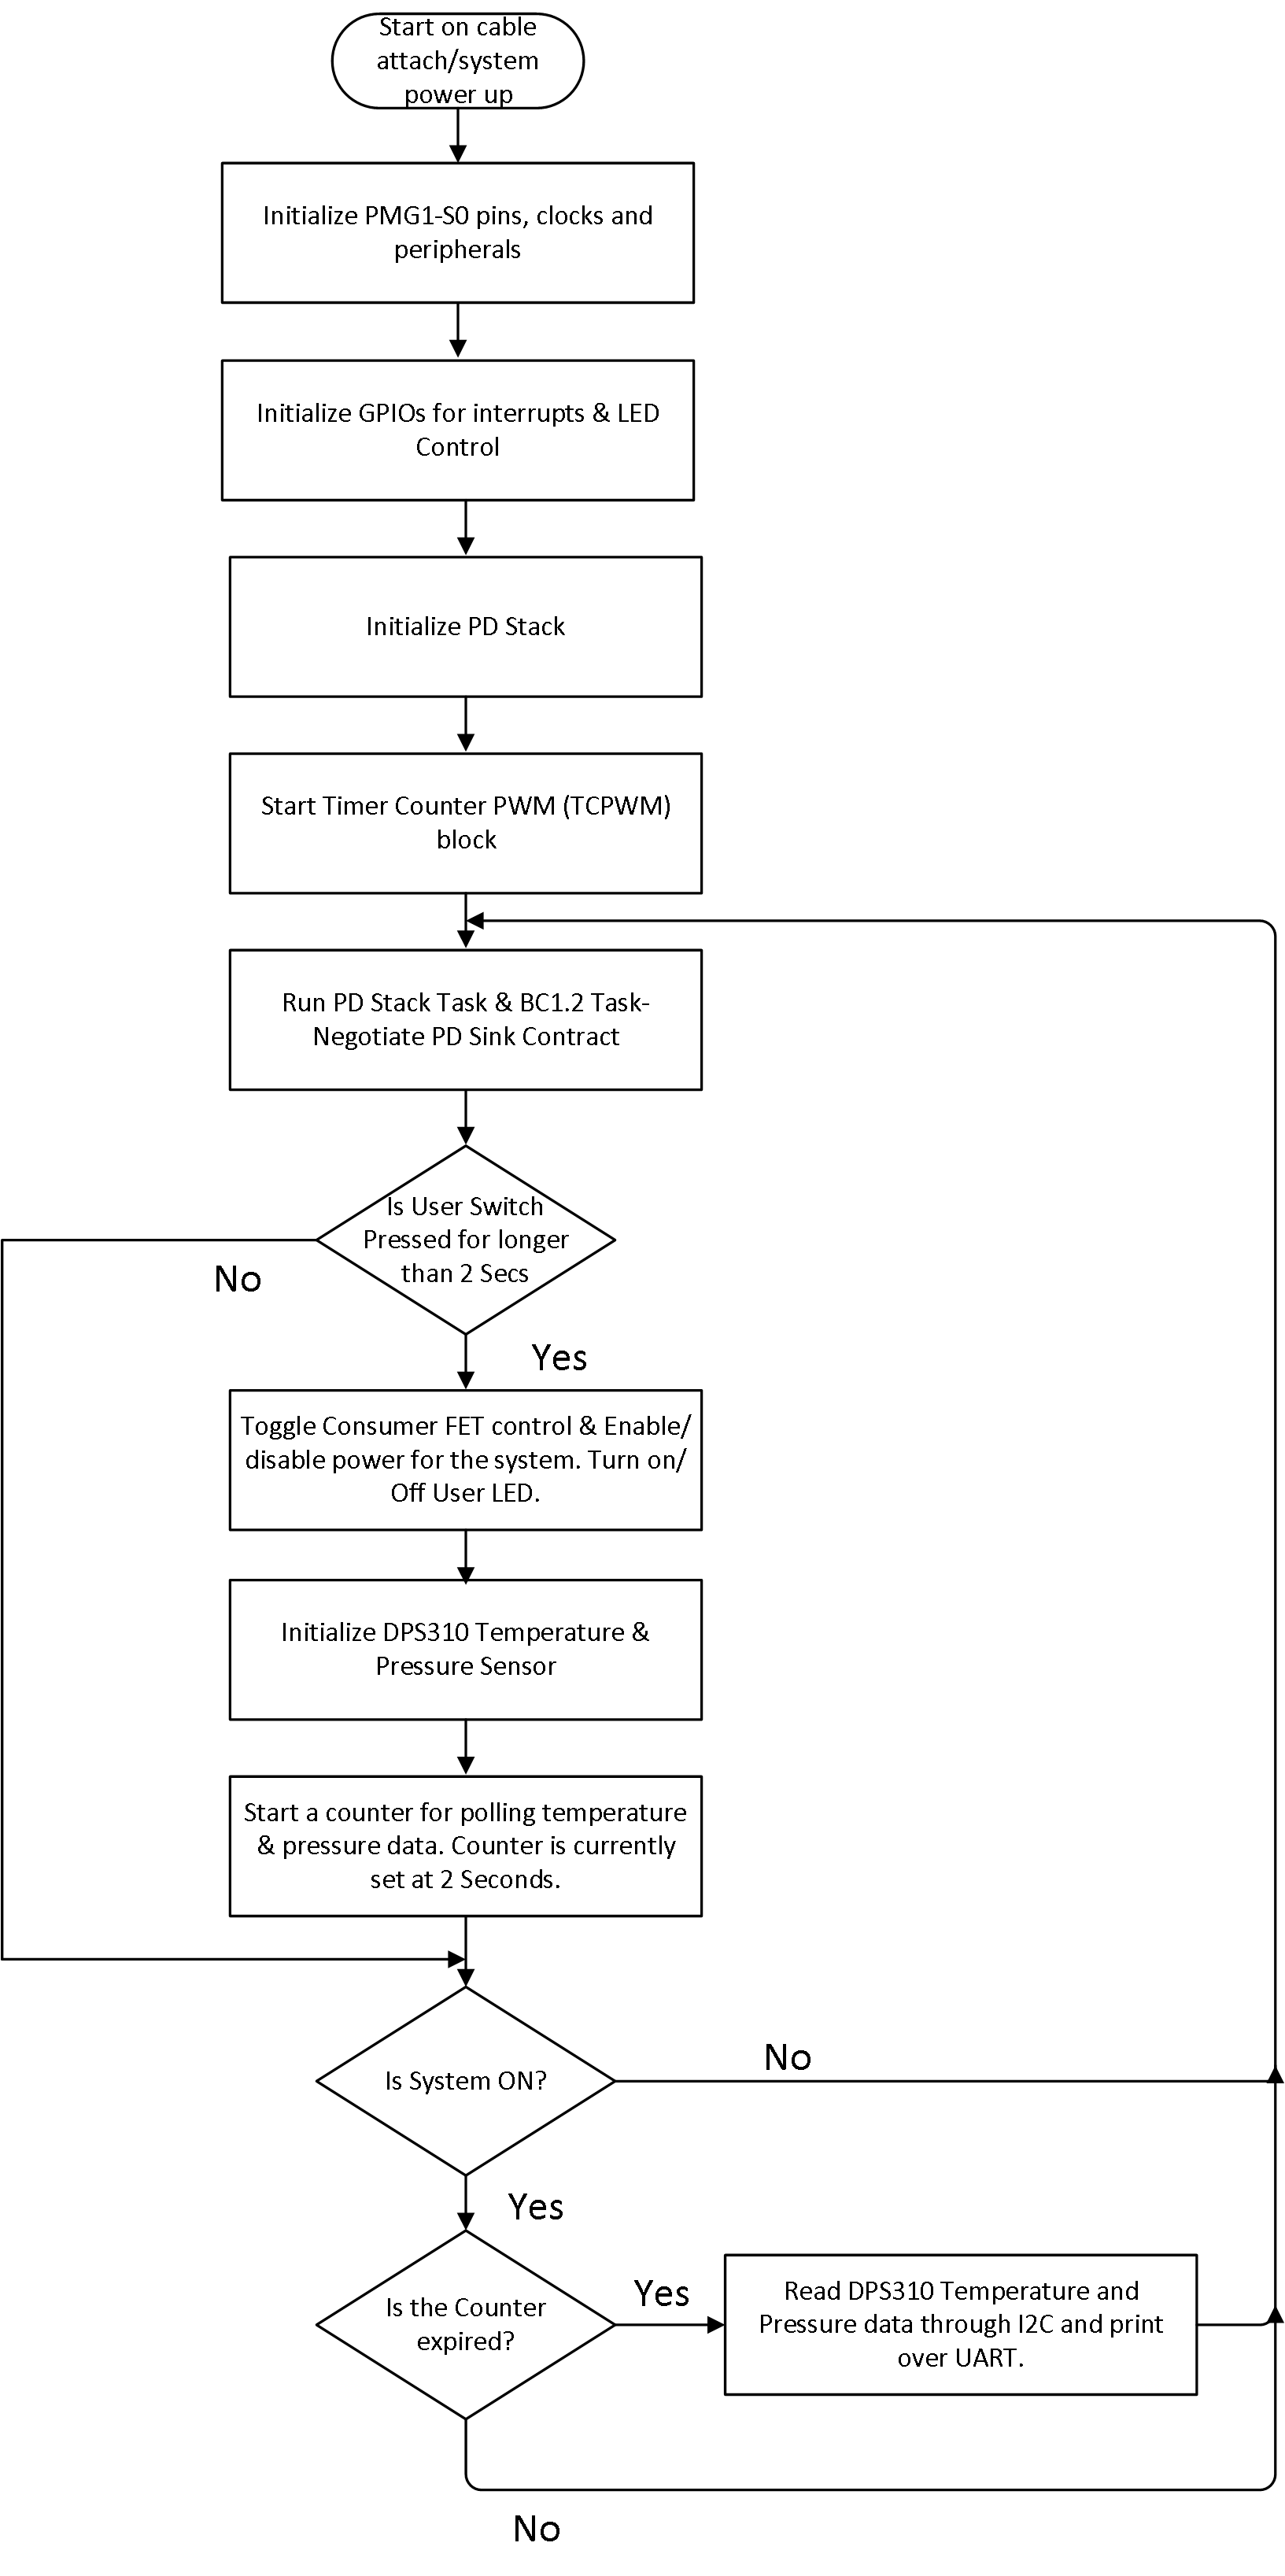 Start on cable
attach/system
power up
Initialize PMG1-S0 pins, clocks and
peripherals
Initialize GPIOs for interrupts & LED
Control
Initialize PD Stack
Start Timer Counter PWM (TCPWM)
block
Run PD Stack Task & BC1.2 Task-
Negotiate PD Sink Contract
Is User Switch
Pressed for longer
than 2 Secs
No
Yes
Toggle Consumer FET control & Enable/
disable power for the system. Turn on/
Off User LED.
Initialize DPS310 Temperature &
Pressure Sensor
Start a counter for polling temperature
& pressure data. Counter is currently
set at 2 Seconds.
Is System ON?
No
Yes
Is the Counter
expired?
Yes
Read DPS310 Temperature and
Pressure data through I2C and print
over UART.
No